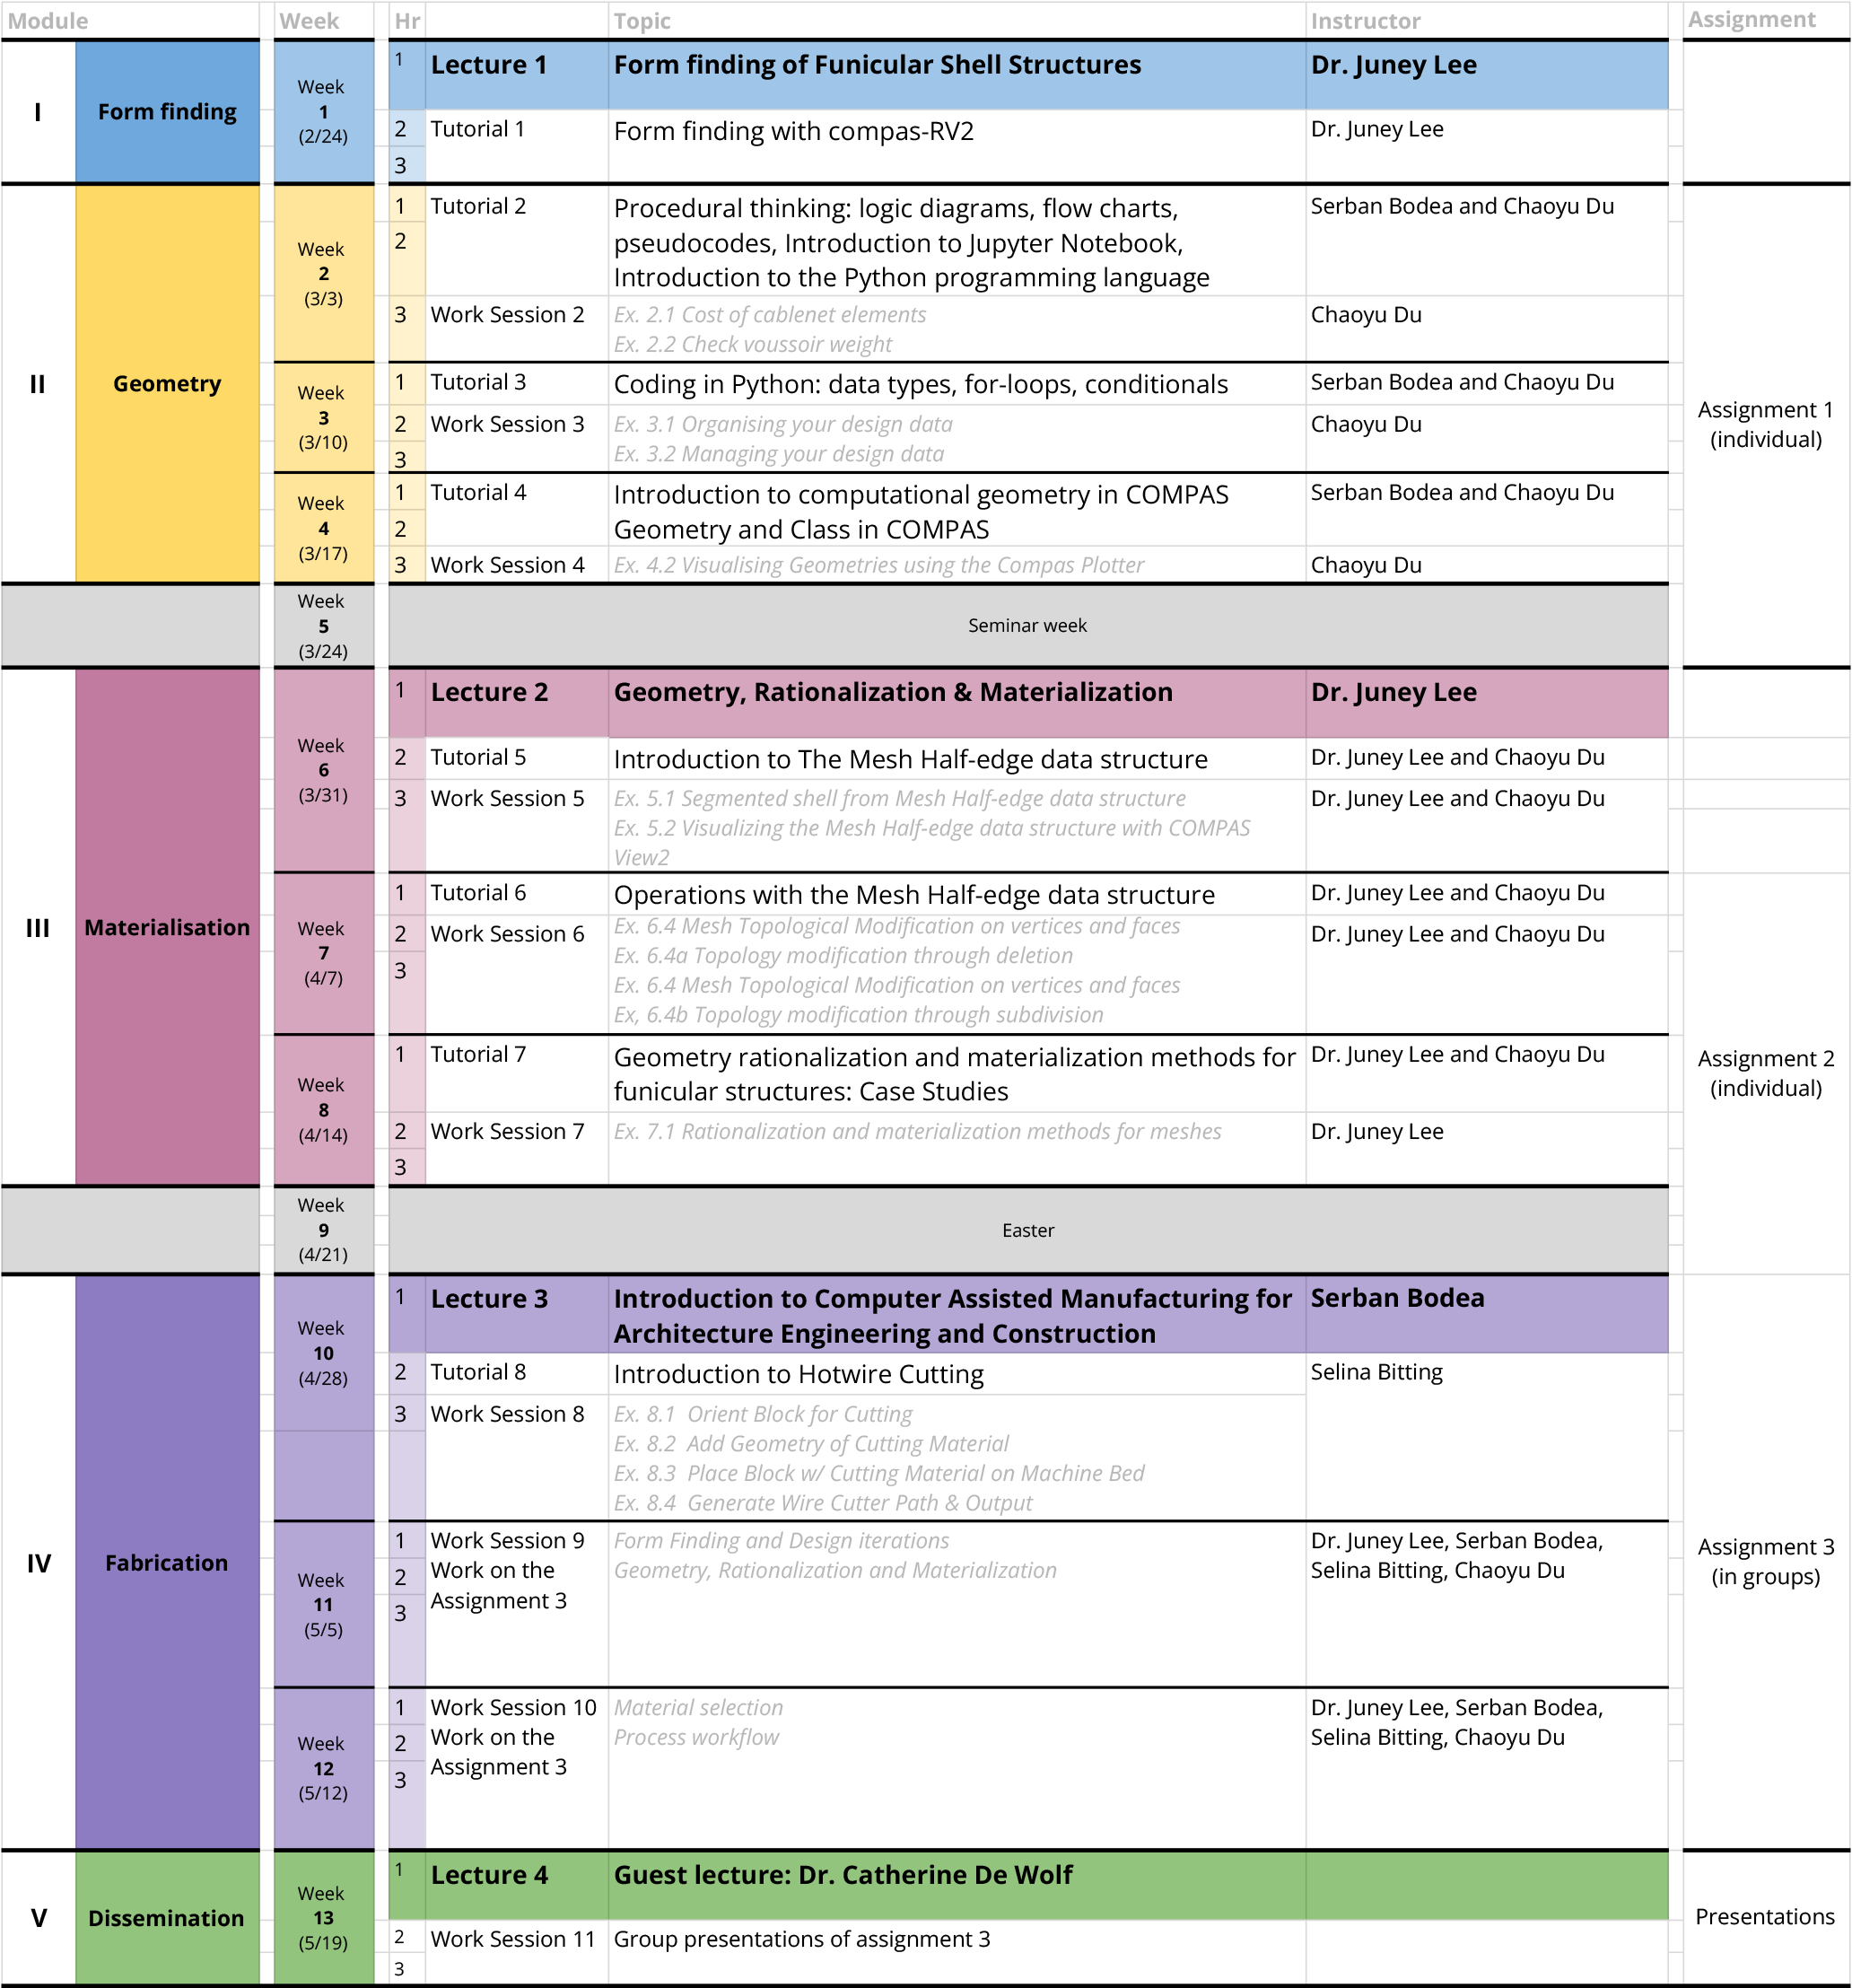 Module Week Hr Topic Instructor Assignment
I Form finding
Week
1
(2/24)
1 Lecture 1 Form finding of Funicular Shell Structures Dr. Juney Lee
2 Tutorial 1 Form finding with compas-RV2 Dr. Juney Lee
3
II Geometry
Week
2
(3/3)
1 Tutorial 2 Procedural thinking: logic diagrams, flow charts, Serban Bodea and Chaoyu Du
2 pseudocodes, Introduction to Jupyter Notebook,
Introduction to the Python programming language
3 Work Session 2 Ex. 2.1 Cost of cablenet elements Chaoyu Du
Ex. 2.2 Check voussoir weight
Week
3
(3/10)
1 Tutorial 3 Coding in Python: data types, for-loops, conditionals Serban Bodea and Chaoyu Du
2 Work Session 3 Ex. 3.1 Organising your design data Chaoyu Du
3 Ex. 3.2 Managing your design data
Assignment 1
(individual)
Week
4
(3/17)
1 Tutorial 4 Introduction to computational geometry in COMPAS Serban Bodea and Chaoyu Du
2 Geometry and Class in COMPAS
3 Work Session 4 Ex. 4.2 Visualising Geometries using the Compas Plotter Chaoyu Du
Week
5
(3/24)
Seminar week
III Materialisation
Week
6
(3/31)
1 Lecture 2 Geometry, Rationalization & Materialization Dr. Juney Lee
2 Tutorial 5 Introduction to The Mesh Half-edge data structure Dr. Juney Lee and Chaoyu Du
3 Work Session 5 Ex. 5.1 Segmented shell from Mesh Half-edge data structure Dr. Juney Lee and Chaoyu Du
Ex. 5.2 Visualizing the Mesh Half-edge data structure with COMPAS
View2
Week
7
(4/7)
1 Tutorial 6 Operations with the Mesh Half-edge data structure Dr. Juney Lee and Chaoyu Du
2 Work Session 6 Ex. 6.4 Mesh Topological Modification on vertices and faces Dr. Juney Lee and Chaoyu Du
Ex. 6.4a Topology modification through deletion
3 Ex. 6.4 Mesh Topological Modification on vertices and faces
Ex, 6.4b Topology modification through subdivision
Week
8
(4/14)
1 Tutorial 7 Geometry rationalization and materialization methods for Dr. Juney Lee and Chaoyu Du
funicular structures: Case Studies
Assignment 2
(individual)
2 Work Session 7 Ex. 7.1 Rationalization and materialization methods for meshes Dr. Juney Lee
3
Week
9
(4/21)
Easter
IV Fabrication
Week
10
(4/28)
1 Lecture 3 Introduction to Computer Assisted Manufacturing for Serban Bodea
Architecture Engineering and Construction
2 Tutorial 8 Introduction to Hotwire Cutting Selina Bitting
3 Work Session 8 Ex. 8.1 Orient Block for Cutting
Ex. 8.2 Add Geometry of Cutting Material
Ex. 8.3 Place Block w/ Cutting Material on Machine Bed
Ex. 8.4 Generate Wire Cutter Path & Output
Week
11
(5/5)
1 Work Session 9 Form Finding and Design iterations Dr. Juney Lee, Serban Bodea,
2 Work on the Geometry, Rationalization and Materialization Selina Bitting, Chaoyu Du
3 Assignment 3
Assignment 3
(in groups)
Week
12
(5/12)
1 Work Session 10 Material selection Dr. Juney Lee, Serban Bodea,
2 Work on the Process workflow Selina Bitting, Chaoyu Du
3 Assignment 3
V Dissemination
Week
13
(5/19)
1 Lecture 4 Guest lecture: Dr. Catherine De Wolf
2 Work Session 11 Group presentations of assignment 3
3
Presentations